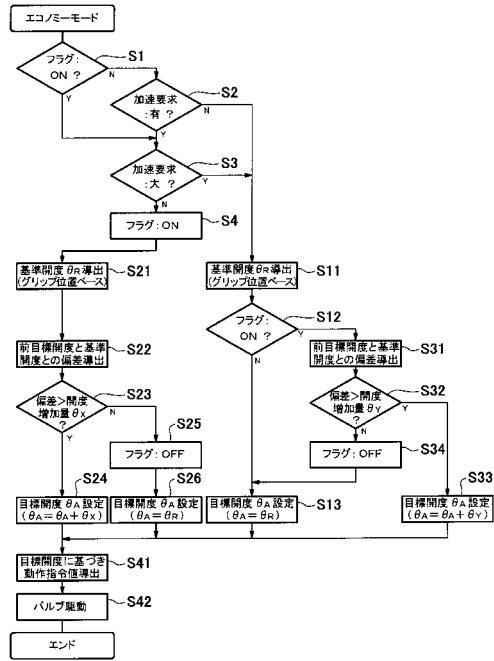 エコノミーモード
フラグ:
ON ?
S1
N
Y
加速要求
:有 ?
S2
N
Y
加速要求
:大 ?
S3
Y
N
フラグ:ON
S4
基準開度 θR導出
(グリップ位置ベース)
S21
基準開度 θR導出
(グリップ位置ベース)
S11
フラグ:
ON ?
S12
Y
N
前目標開度と基準
開度との偏差導出
S22
前目標開度と基準
開度との偏差導出
S31
偏差>開度
増加量 θX
?
S23
N
Y
偏差>開度
増加量 θY
?
S32
Y
N
フラグ:OFF
S25
フラグ:OFF
S34
目標開度 θA設定
(θA=θA+θX)
S24
目標開度 θA設定
(θA=θR)
S26
目標開度 θA設定
(θA=θR)
S13
目標開度 θA設定
(θA=θA+θY)
S33
目標開度に基づき
動作指令値導出
S41
バルブ駆動
S42
エンド